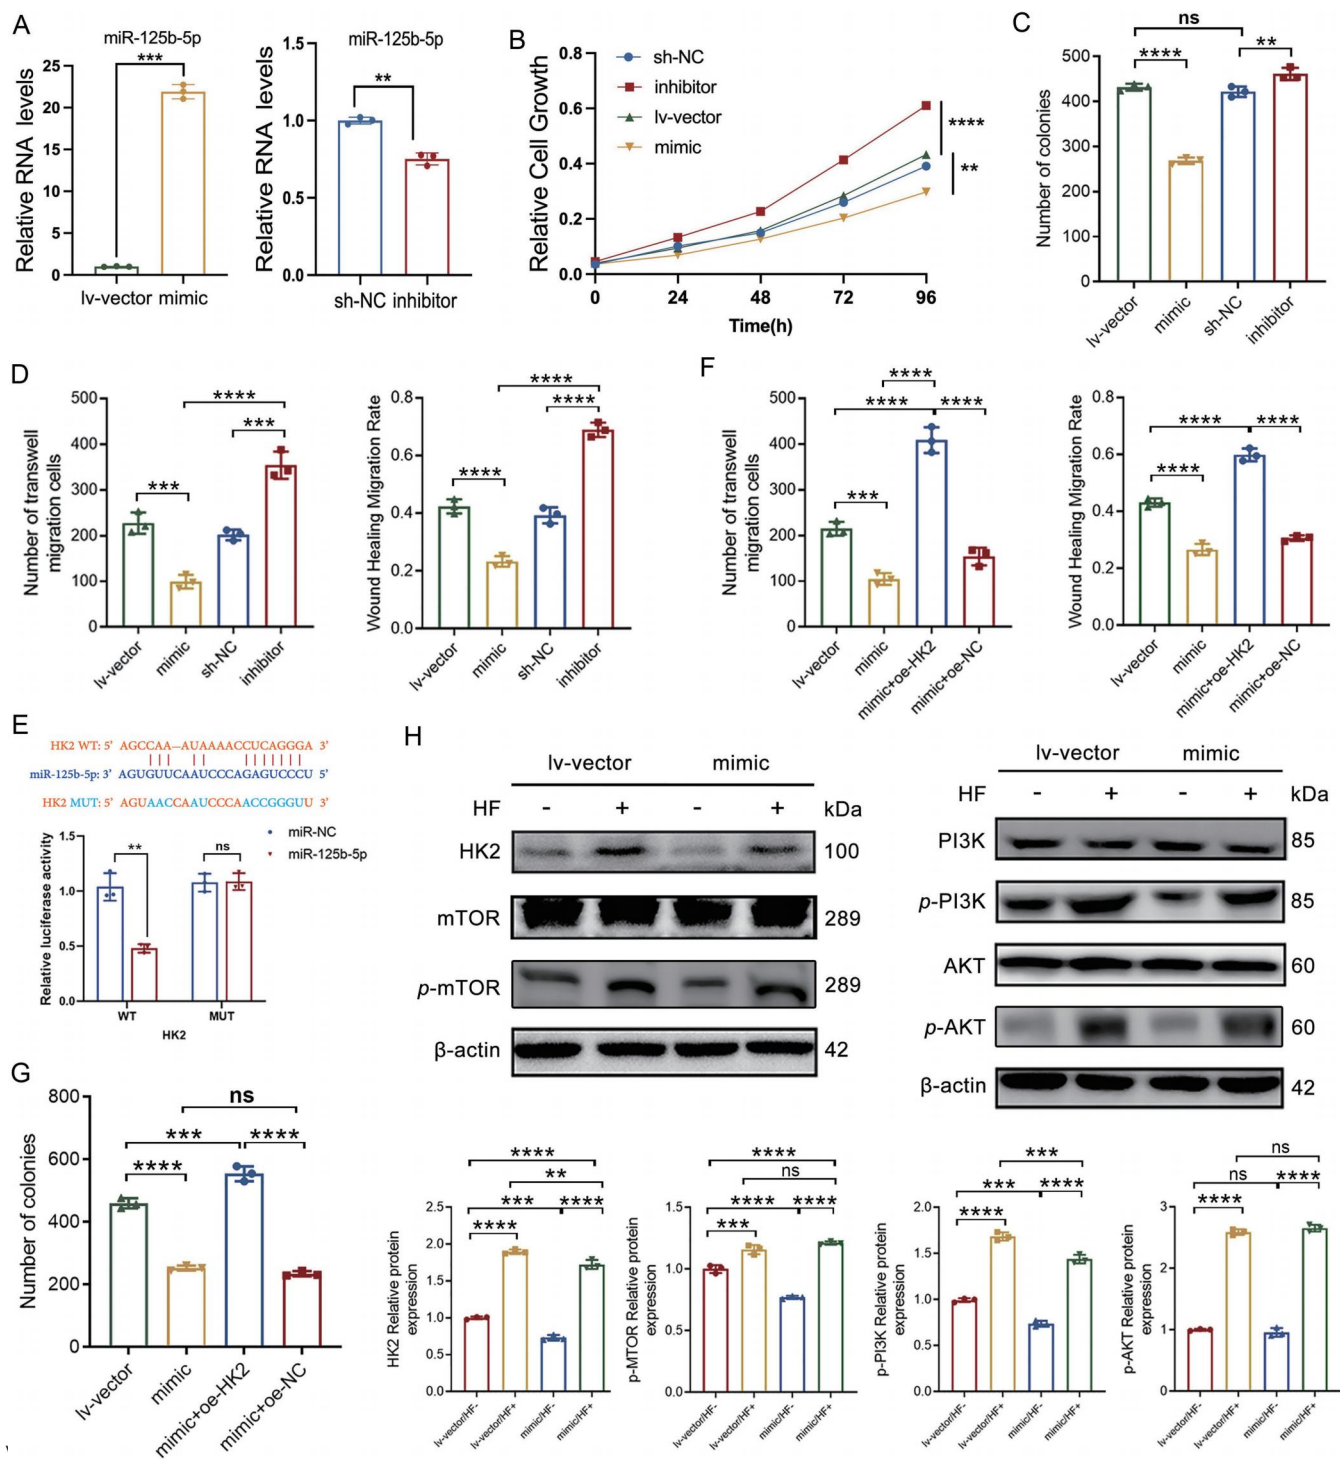 A
miR-125b-5p
***
Relative RNA levels
25
20
15
10
5
0
lv-vector mimic
miR-125b-5p
**
Relative RNA levels
1.5
1.0
0.5
0.0
sh-NC inhibitor
B
Relative Cell Growth
0.8
0.6
0.4
0.2
0.0
sh-NC
inhibitor
lv-vector
mimic
****
**
0 24 48 72 96
Time(h)
C
ns
****
**
Number of colonies
500
400
300
200
100
0
lv-vector
mimic
sh-NC
inhibitor
D
****
***
***
Number of transwell
migration cells
500
400
300
200
100
0
lv-vector
mimic
sh-NC
inhibitor
****
****
****
Wound Healing Migration Rate
0.8
0.6
0.4
0.2
0.0
lv-vector
mimic
sh-NC
inhibitor
F
****
****
****
***
Number of transwell
migration cells
500
400
300
200
100
0
lv-vector
mimic
mimic+oe-HK2
mimic+oe-NC
****
****
****
Wound Healing Migration Rate
0.8
0.6
0.4
0.2
0.0
lv-vector
mimic
mimic+oe-HK2
mimic+oe-NC
E
HK2 WT: 5' AGCCAA—AUAAAACCUCAGGGA 3'
miR-125b-5p: 3' AGUGUUCAAUCCCAGAGUCCCU 5'
HK2 MUT: 5' AGUAACCAAUCCCAACCGGGUU 3'
miR-NC
miR-125b-5p
**
ns
Relative luciferase activity
1.5
1.0
0.5
0.0
WT MUT
HK2
G
ns
***
****
****
Number of colonies
800
600
400
200
0
lv-vector
mimic
mimic+oe-HK2
mimic+oe-NC
H
lv-vector mimic
HF - + - + kDa
HK2 100
mTOR 289
p-mTOR 289
β-actin 42
lv-vector mimic
HF - + - + kDa
PI3K 85
p-PI3K 85
AKT 60
p-AKT 60
β-actin 42
****
**
***
****
****
HK2 Relative protein
expression
2.5
2.0
1.5
1.0
0.5
0.0
lv-vector/HF-
lv-vector/HF+
mimic/HF-
mimic/HF+
****
ns
****
****
***
p-MTOR Relative protein
expression
1.5
1.0
0.5
0.0
lv-vector/HF-
lv-vector/HF+
mimic/HF-
mimic/HF+
***
***
****
****
p-PI3K Relative protein
expression
2.0
1.5
1.0
0.5
0.0
lv-vector/HF-
lv-vector/HF+
mimic/HF-
mimic/HF+
ns
ns
****
****
p-AKT Relative protein
expression
3
2
1
0
lv-vector/HF-
lv-vector/HF+
mimic/HF-
mimic/HF+